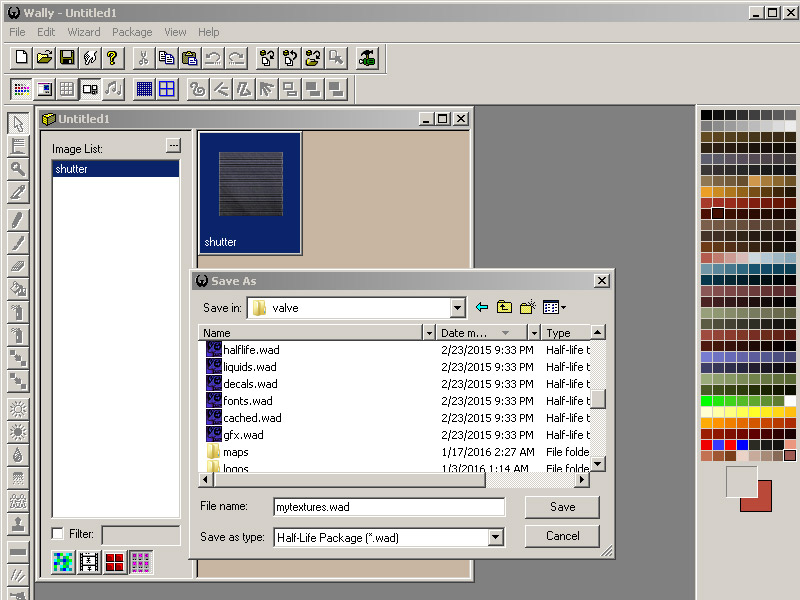 Wally - Untitled1
File Edit Wizard Package View Help
Untitled1
Image List:
...
shutter
shutter
Save As
Save in: valve
Name Date m... Type
halflife.wad 2/23/2015 9:33 PM Half-life t
liquids.wad 2/23/2015 9:33 PM Half-life t
decals.wad 2/23/2015 9:33 PM Half-life t
fonts.wad 2/23/2015 9:33 PM Half-life t
cached.wad 2/23/2015 9:33 PM Half-life t
gfx.wad 2/23/2015 9:33 PM Half-life t
maps 1/17/2016 2:27 AM File folde
logos 1/3/2016 1:14 AM File folde
File name: mytextures.wad Save
Save as type: Half-Life Package (*.wad) Cancel
Filter: